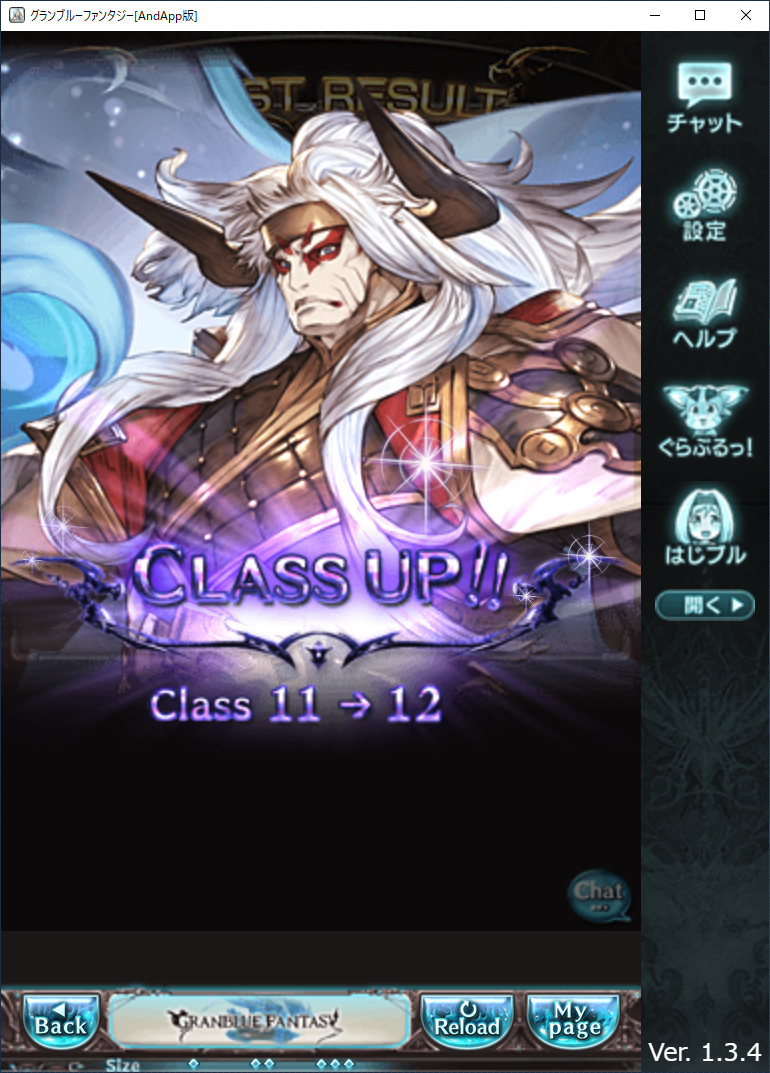 グランブルーファンタジー[AndApp版]
ST RESULT
チャット
設定
ヘルプ
ぐらぶるっ!
はじブル
開く
CLASS UP!!
Class 11 → 12
Chat
Back
GRANBLUE FANTASY
Reload
My page
Size
Ver. 1.3.4